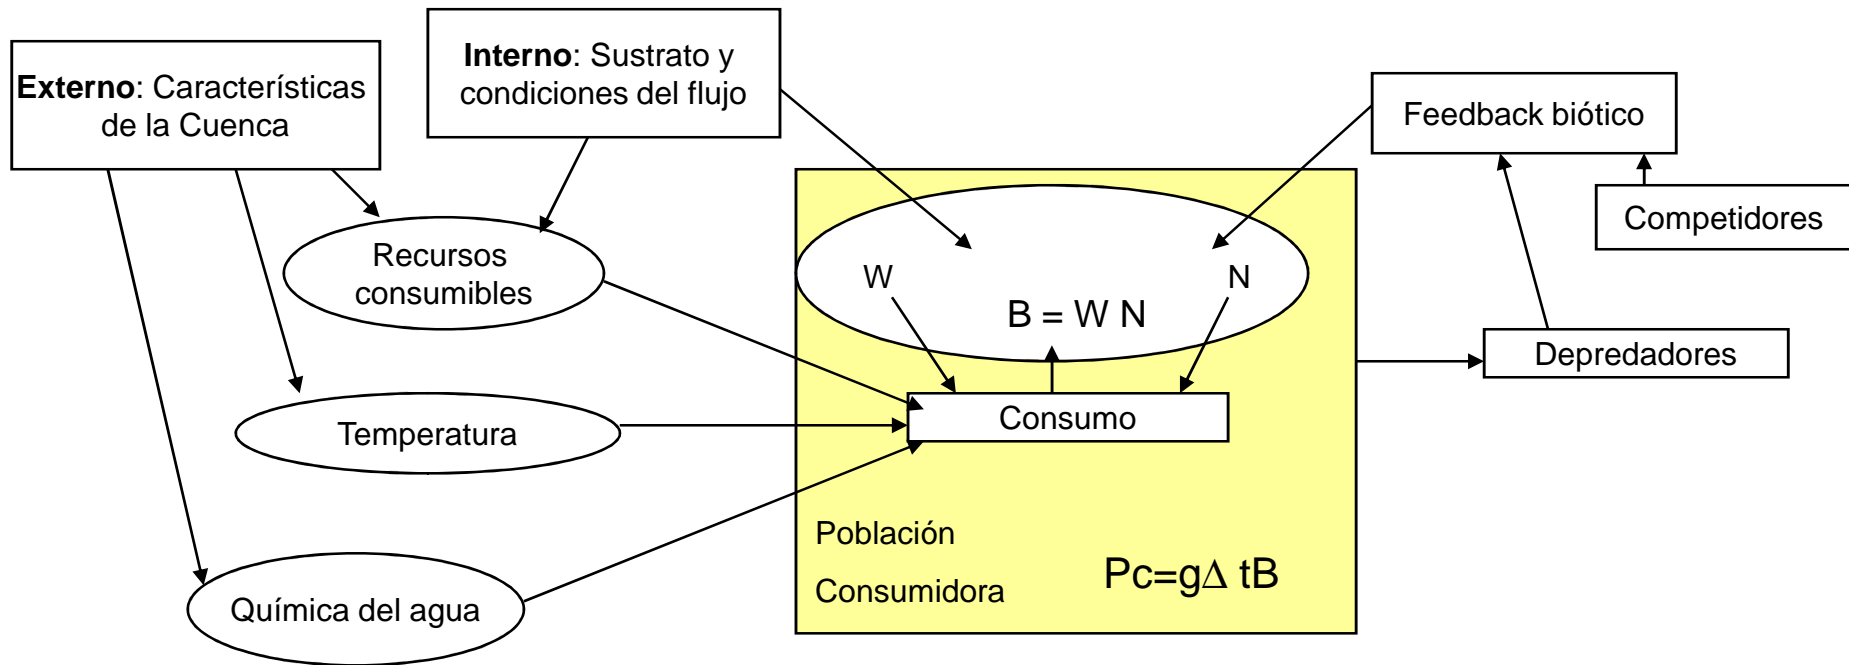 Externo: Características
de la Cuenca
Interno: Sustrato y
condiciones del flujo
Feedback biótico
Competidores
Recursos
consumibles
W
N
B = W N
Depredadores
Consumo
Temperatura
Población
Consumidora
Pc=gΔ tB
Química del agua